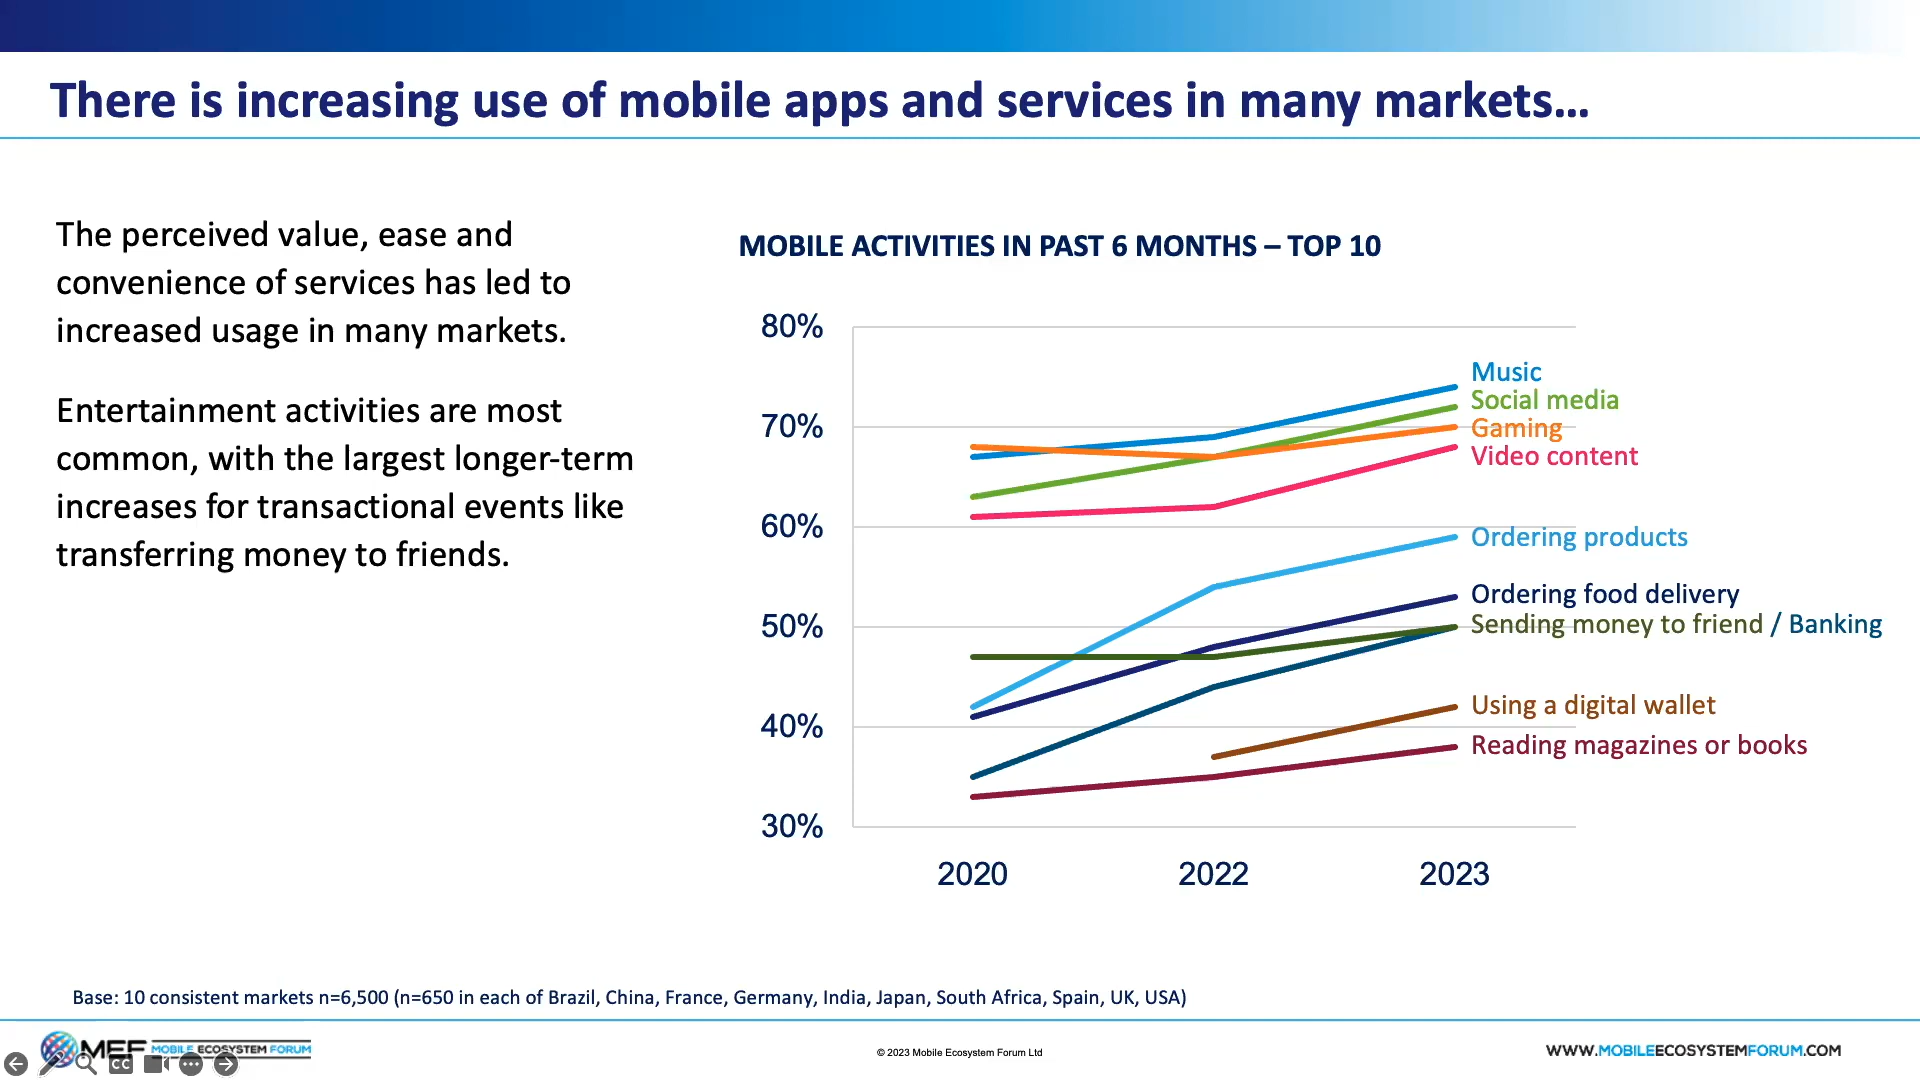 There is increasing use of mobile apps and services in many markets...
The perceived value, ease and
convenience of services has led to
increased usage in many markets.
Entertainment activities are most
common, with the largest longer-term
increases for transactional events like
transferring money to friends.
MOBILE ACTIVITIES IN PAST 6 MONTHS – TOP 10
80%
70%
60%
50%
40%
30%
Music
Social media
Gaming
Video content
Ordering products
Ordering food delivery
Sending money to friend / Banking
Using a digital wallet
Reading magazines or books
2020
2022
2023
Base: 10 consistent markets n=6,500 (n=650 in each of Brazil, China, France, Germany, India, Japan, South Africa, Spain, UK, USA)
MEF MOBILE ECOSYSTEM FORUM
CC
© 2023 Mobile Ecosystem Forum Ltd
WWW.MOBILEECOSYSTEMFORUM.COM